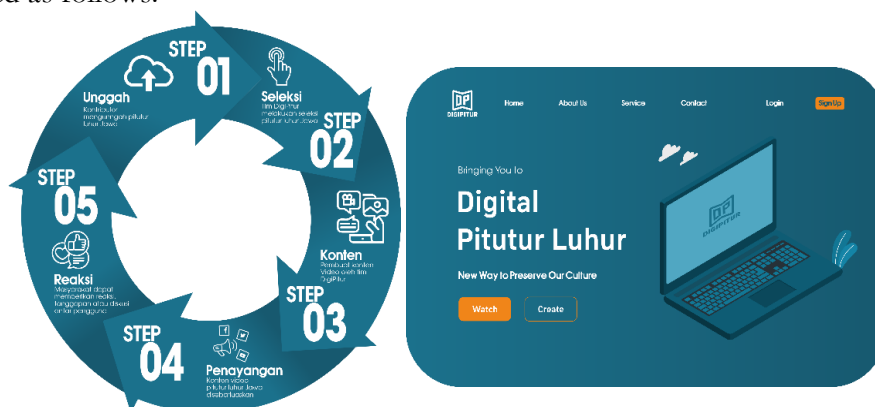 ed as follows.
STEP
01
Unggah
Kontributor
mengunggah pitutur
luhur Jawa
Seleksi
Tim DigiPitur
melakukan seleksi
pitutur luhur Jawa
STEP
02
Konten
Pembuat konten
Video oleh tim
DigiPitur
STEP
03
Penayangan
Konten video
pitutur luhur Jawa
disebarluaskan
STEP
04
Reaksi
Masyarakat dapat
memberikan reaksi,
tanggapan atau diskusi
antar pengguna
STEP
05
DP
DIGIPITUR
Home
About Us
Service
Contact
Login
Sign Up
Bringing You to
Digital
Pitutur Luhur
New Way to Preserve Our Culture
Watch
Create
DP
DIGIPITUR